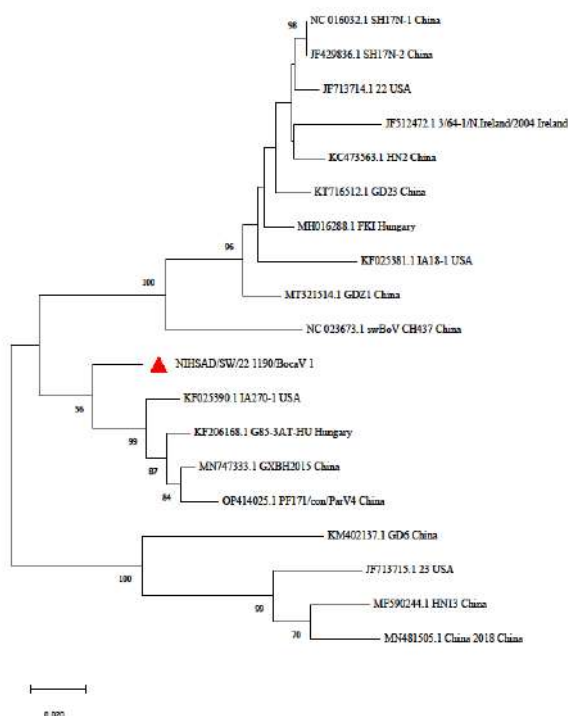 98
NC 016032.1 SH17N-1 China
JF429836.1 SH17N-2 China
JF713714.1 22 USA
JF512472.1 3/64-1/N.Ireland/2004 Ireland
KC473563.1 HN2 China
KT716512.1 GD23 China
MH016288.1 FKI Hungary
96
KF025381.1 IA18-1 USA
100
MT321514.1 GDZ1 China
NC 023673.1 swBoV CH437 China
NIHSAD/SW/22 1190/BocaV 1
56
KF025390.1 IA270-1 USA
99
KF206168.1 G85-3AT-HU Hungary
87
MN747333.1 GXBH2015 China
84
OP414025.1 PF171/con/ParV4 China
KM402137.1 GD6 China
100
JF713715.1 23 USA
99
MF590244.1 HN13 China
70
MN481505.1 China 2018 China
0.020